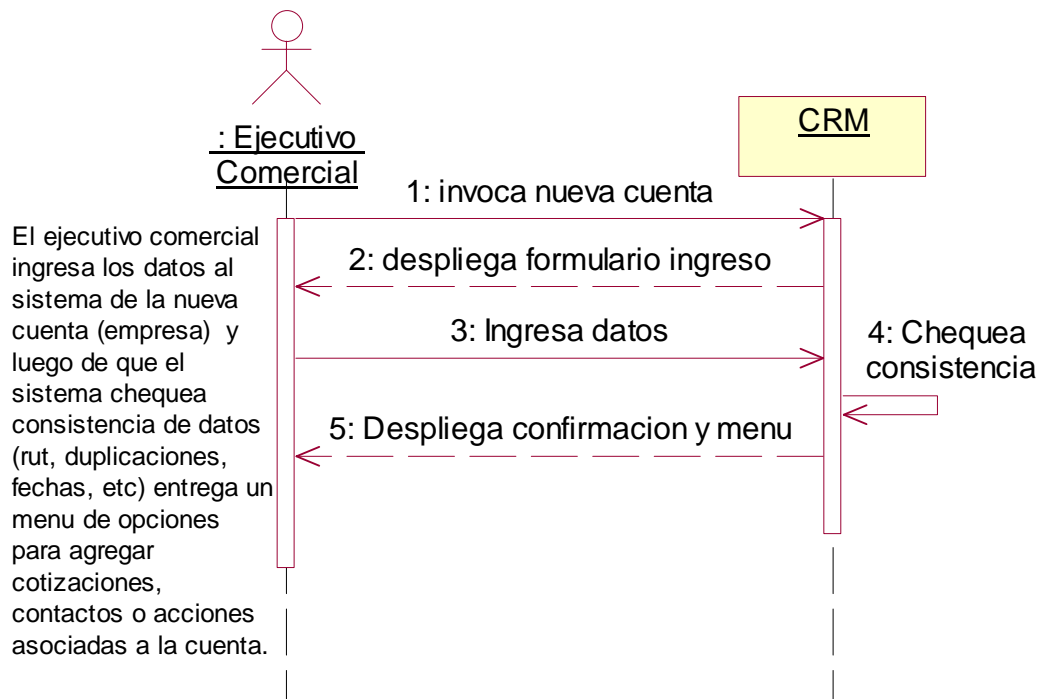 : Ejecutivo
Comercial
CRM
1: invoca nueva cuenta
2: despliega formulario ingreso
3: Ingresa datos
4: Chequea
consistencia
5: Despliega confirmacion y menu
El ejecutivo comercial
ingresa los datos al
sistema de la nueva
cuenta (empresa) y
luego de que el
sistema chequea
consistencia de datos
(rut, duplicaciones,
fechas, etc) entrega un
menu de opciones
para agregar
cotizaciones,
contactos o acciones
asociadas a la cuenta.